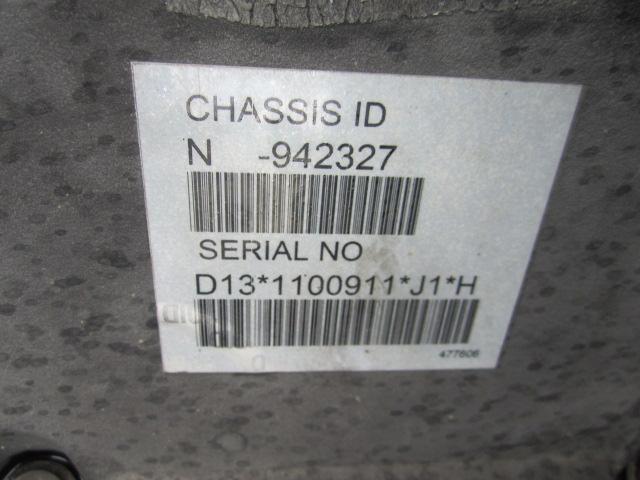 CHASSIS ID
N -942327
SERIAL NO
D13*1100911*J1*H
477606